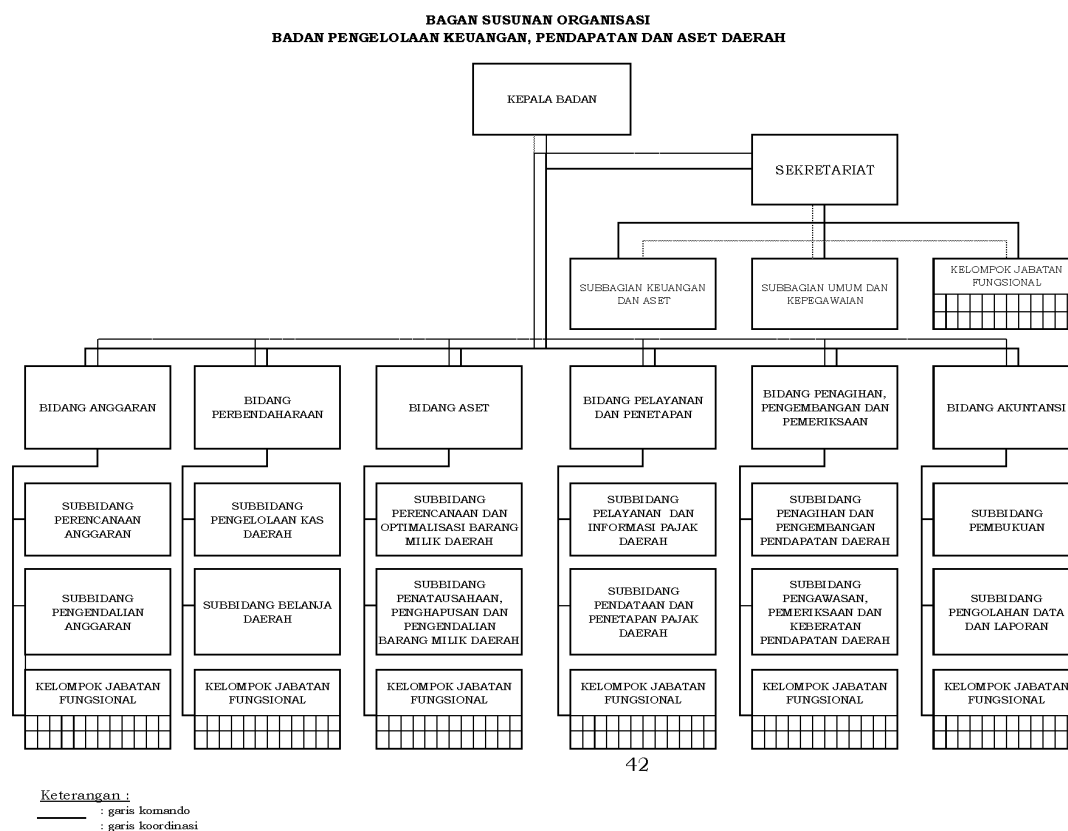 BAGAN SUSUNAN ORGANISASI
BADAN PENGELOLAAN KEUANGAN, PENDAPATAN DAN ASET DAERAH
KEPALA BADAN
SEKRETARIAT
SUBBAGIAN KEUANGAN
DAN ASET
SUBBAGIAN UMUM DAN
KEPEGAWAIAN
KELOMPOK JABATAN
FUNGSIONAL
BIDANG ANGGARAN
BIDANG
PERBENDAHARAAN
BIDANG ASET
BIDANG PELAYANAN
DAN PENETAPAN
BIDANG PENAGIHAN,
PENGEMBANGAN DAN
PEMERIKSAAN
BIDANG AKUNTANSI
SUBBIDANG
PERENCANAAN
ANGGARAN
SUBBIDANG
PENGELOLAAN KAS
DAERAH
SUBBIDANG
PERENCANAAN DAN
OPTIMALISASI BARANG
MILIK DAERAH
SUBBIDANG
PELAYANAN DAN
INFORMASI PAJAK
DAERAH
SUBBIDANG
PENAGIHAN DAN
PENGEMBANGAN
PENDAPATAN DAERAH
SUBBIDANG
PEMBUKUAN
SUBBIDANG
PENGENDALIAN
ANGGARAN
SUBBIDANG BELANJA
DAERAH
SUBBIDANG
PENATAUSAHAAN,
PENGHAPUSAN DAN
PENGENDALIAN
BARANG MILIK DAERAH
SUBBIDANG
PENDATAAN DAN
PENETAPAN PAJAK
DAERAH
SUBBIDANG
PENGAWASAN,
PEMERIKSAAN DAN
KEBERATAN
PENDAPATAN DAERAH
SUBBIDANG
PENGOLAHAN DATA
DAN LAPORAN
KELOMPOK JABATAN
FUNGSIONAL
KELOMPOK JABATAN
FUNGSIONAL
KELOMPOK JABATAN
FUNGSIONAL
KELOMPOK JABATAN
FUNGSIONAL
KELOMPOK JABATAN
FUNGSIONAL
KELOMPOK JABATAN
FUNGSIONAL
42
Keterangan :
: garis komando
: garis koordinasi